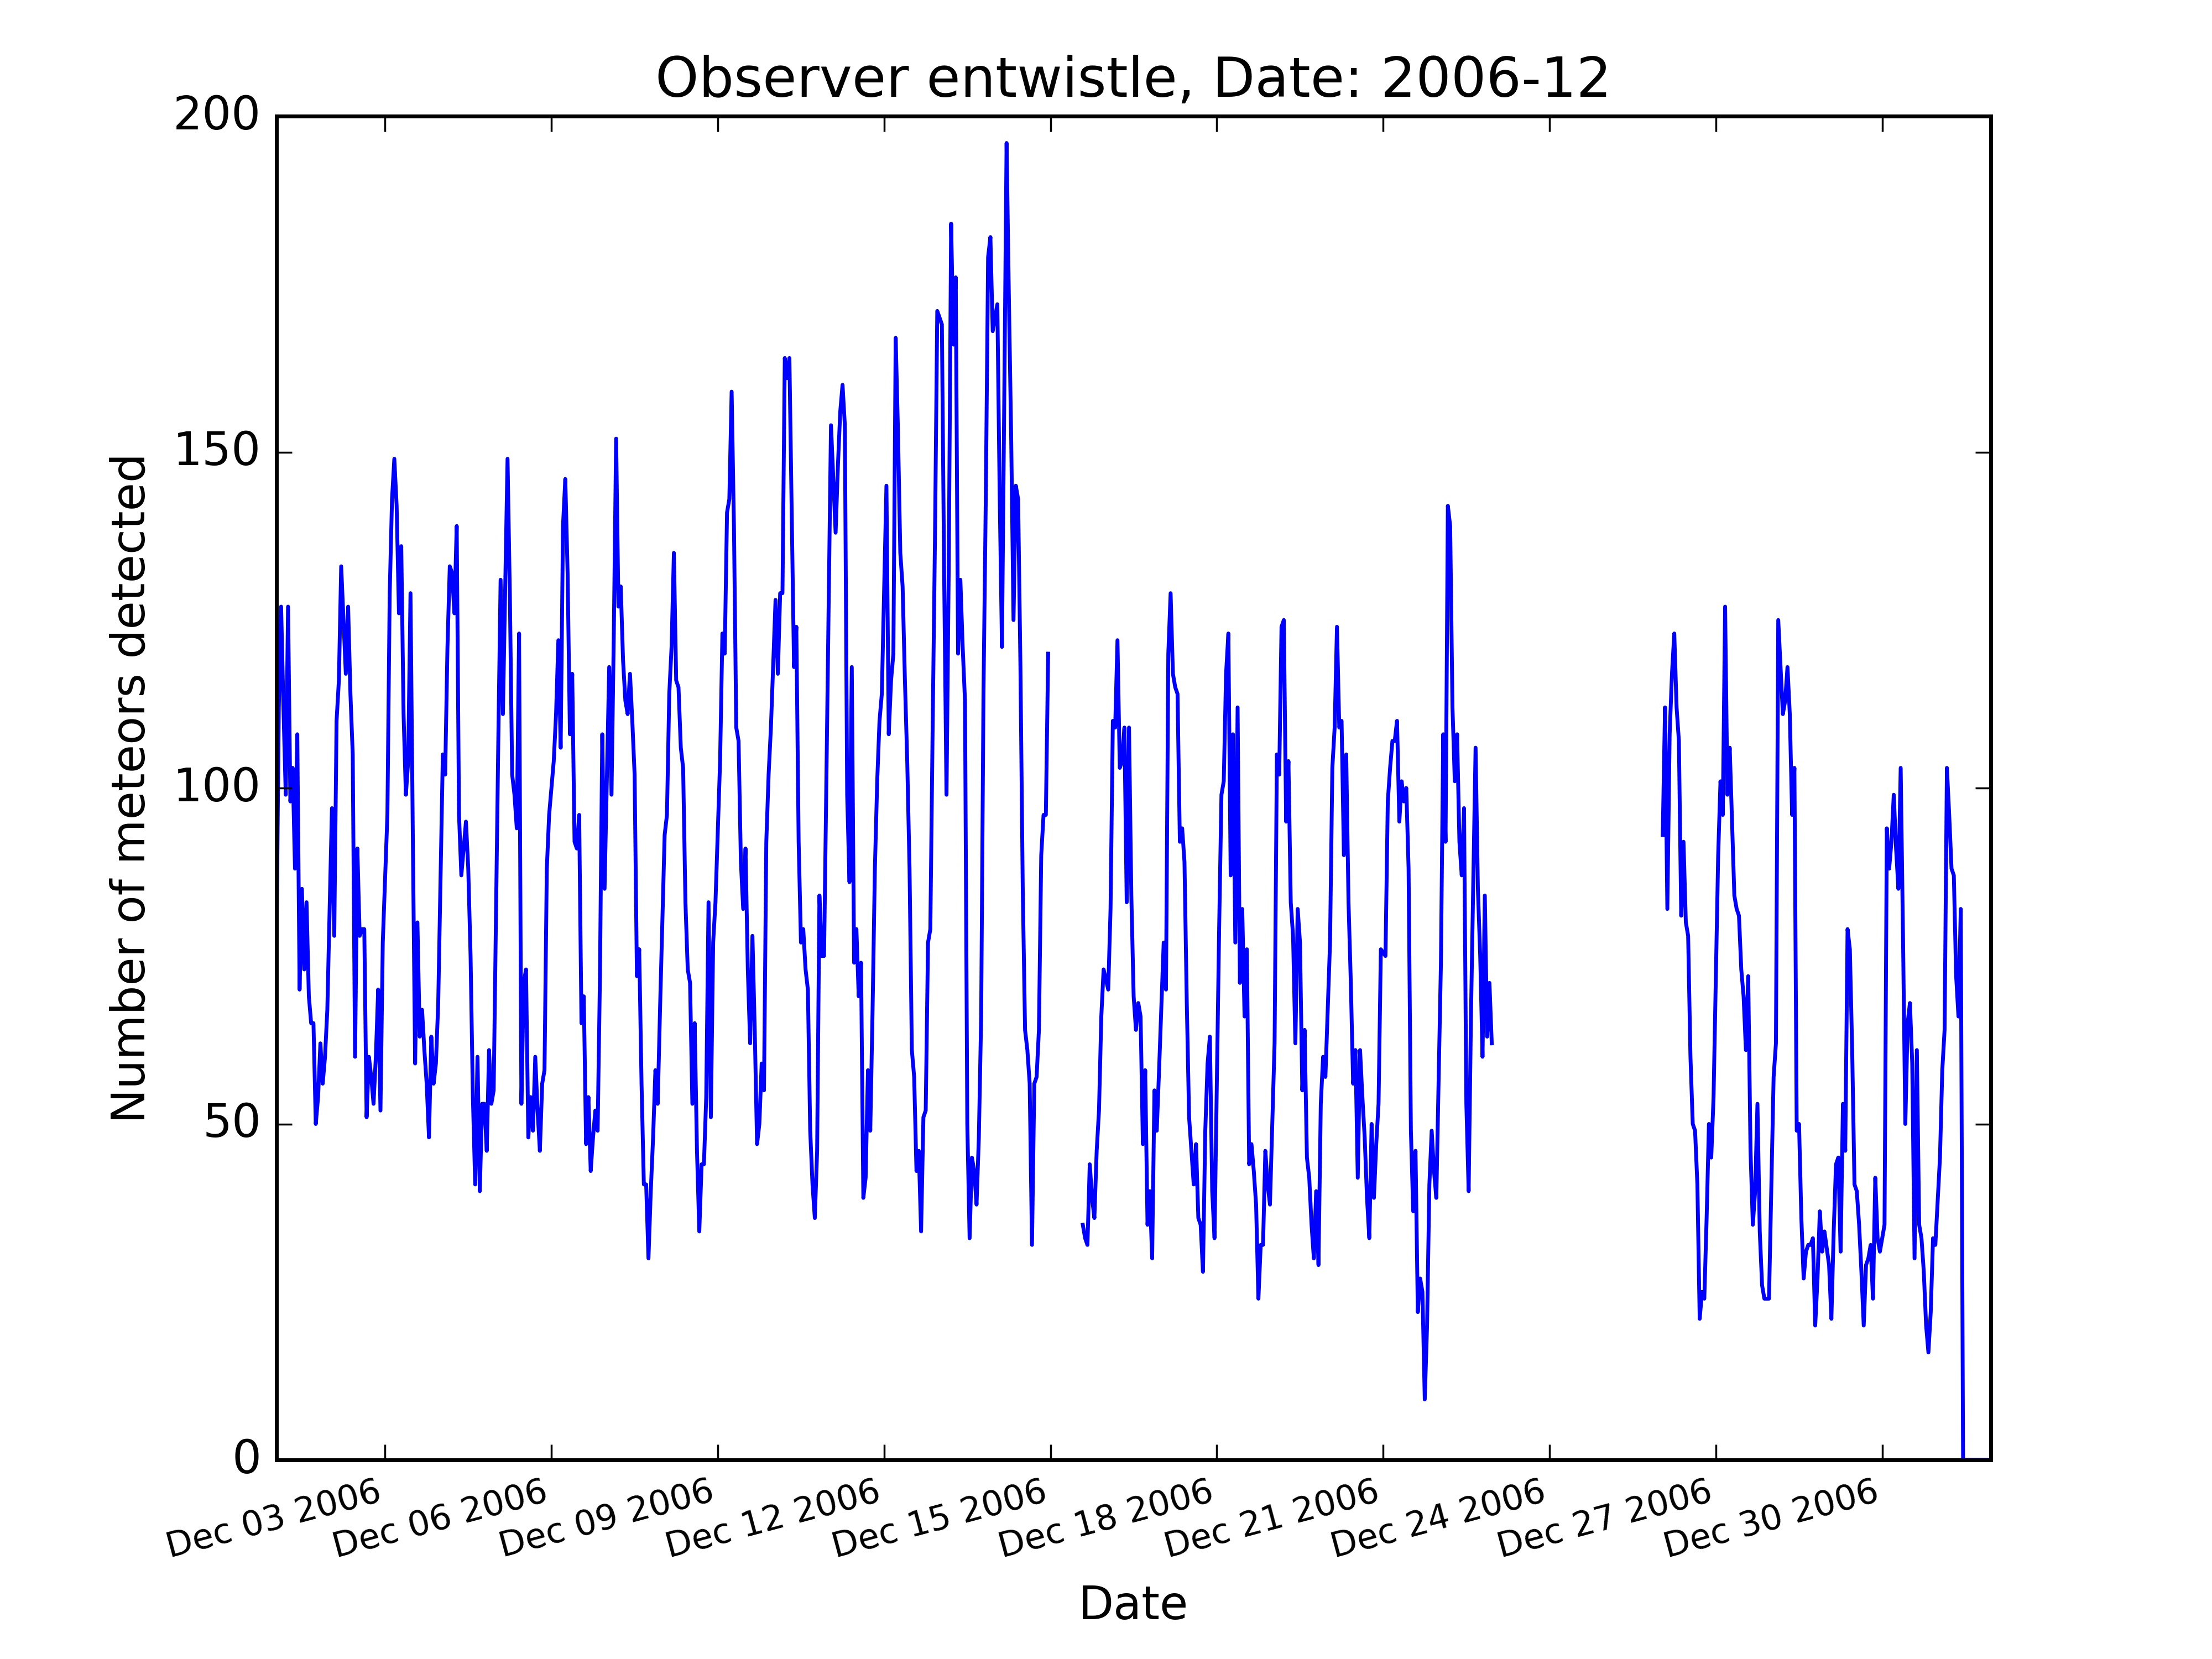 Observer entwistle, Date: 2006-12
200
150
100
50
0
Number of meteors detected
Dec 03 2006
Dec 06 2006
Dec 09 2006
Dec 12 2006
Dec 15 2006
Dec 18 2006
Dec 21 2006
Dec 24 2006
Dec 27 2006
Dec 30 2006
Date